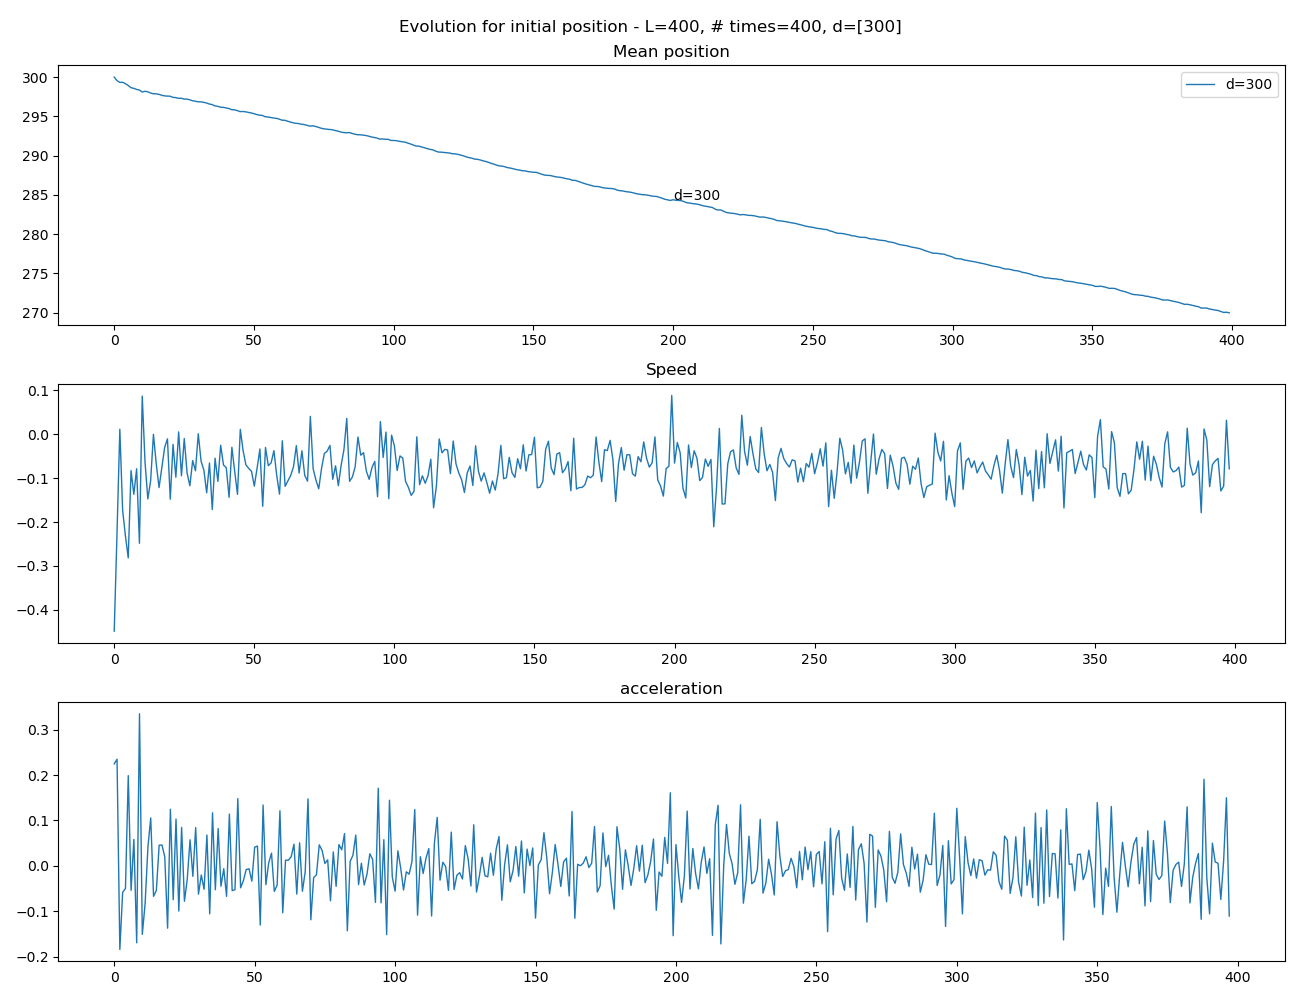 Evolution for initial position - L=400, # times=400, d=[300]
Mean position
300
295
290
285
280
275
270
d=300
d=300
0 50 100 150 200 250 300 350 400
Speed
0.1
0.0
−0.1
−0.2
−0.3
−0.4
0 50 100 150 200 250 300 350 400
acceleration
0.3
0.2
0.1
0.0
−0.1
−0.2
0 50 100 150 200 250 300 350 400